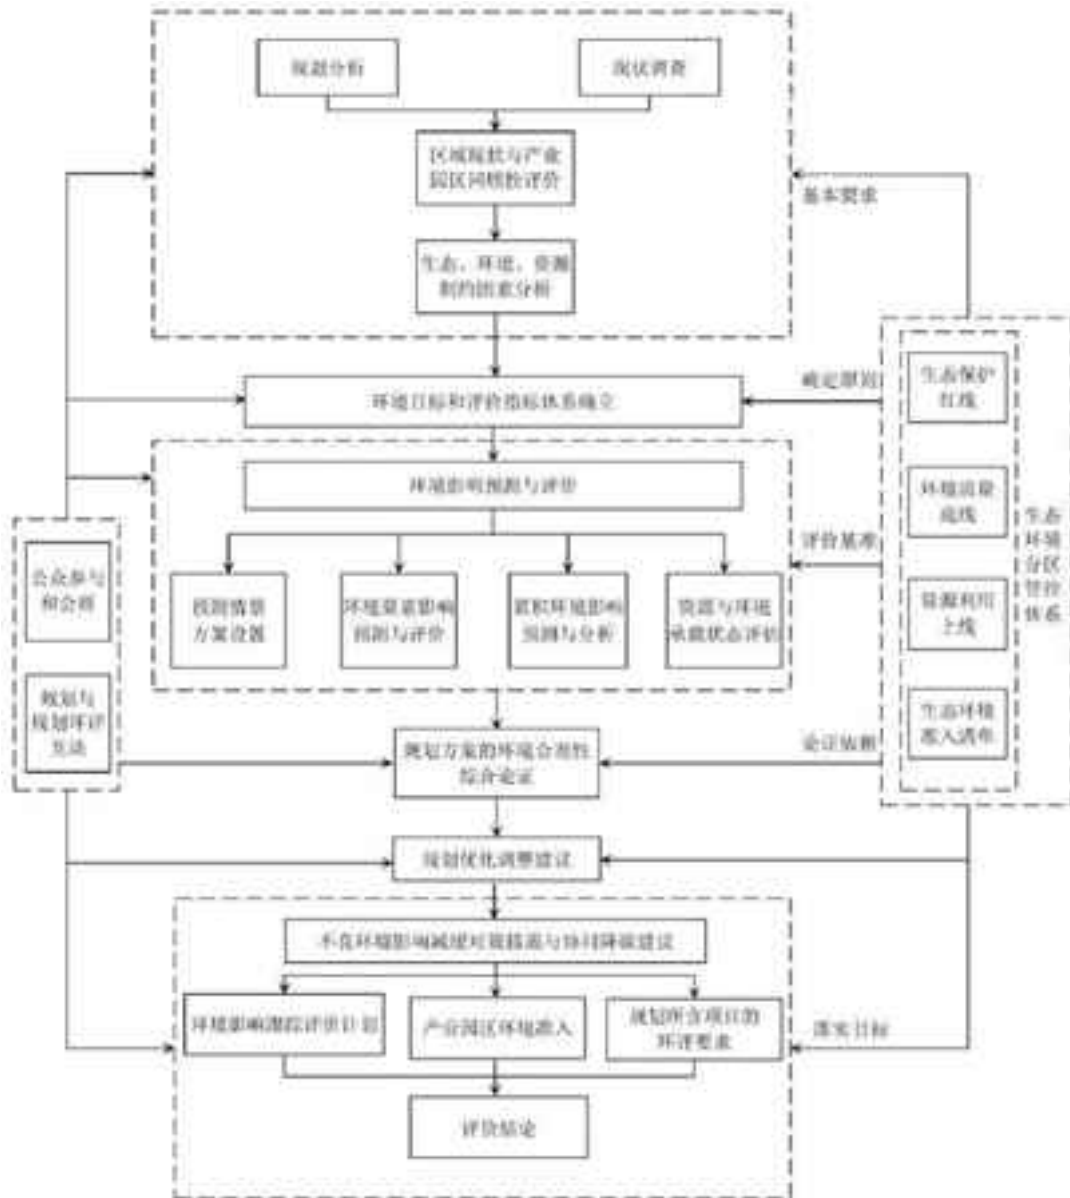 规划分析
现状调查
区域现状与产业
园区回顾性评价
基本要求
生态、环境、资源
制约因素分析
环境目标和评价指标体系确立
生态保护
红线
环境影响预测与评价
环境质量
底线
生态
环境
分区
管控
体系
评价基准
公众参与
和会商
预测情景
方案设置
环境质量影响
预测与评价
累积环境影响
预测与分析
资源与环境
承载状态评估
资源利用
上线
规划与
规划环评
互动
生态环境
准入清单
规划方案的环境合理性
综合论证
论证依据
规划优化调整建议
不良环境影响减缓对策措施与协同降碳建议
环境影响跟踪评价计划
产业园区环境准入
规划所含项目的
环评要求
落实目标
评价结论